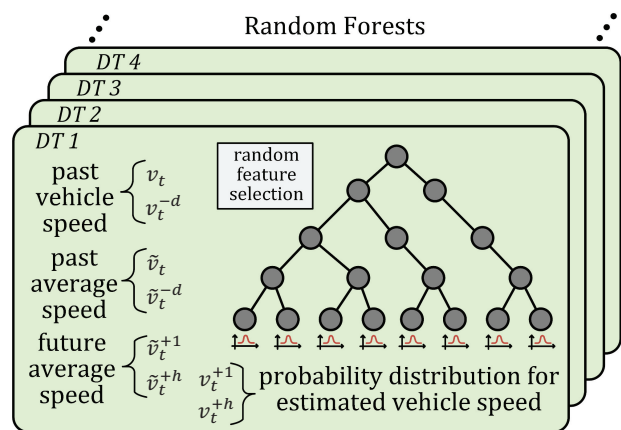 Random Forests
DT 4
DT 3
DT 2
DT 1
past
vehicle
speed
v_t
v_t^{-d}
random
feature
selection
past
average
speed
ṽ_t
ṽ_t^{-d}
future
average
speed
ṽ_t^{+1}
ṽ_t^{+h}
v_t^{+1}
v_t^{+h}
probability distribution for
estimated vehicle speed